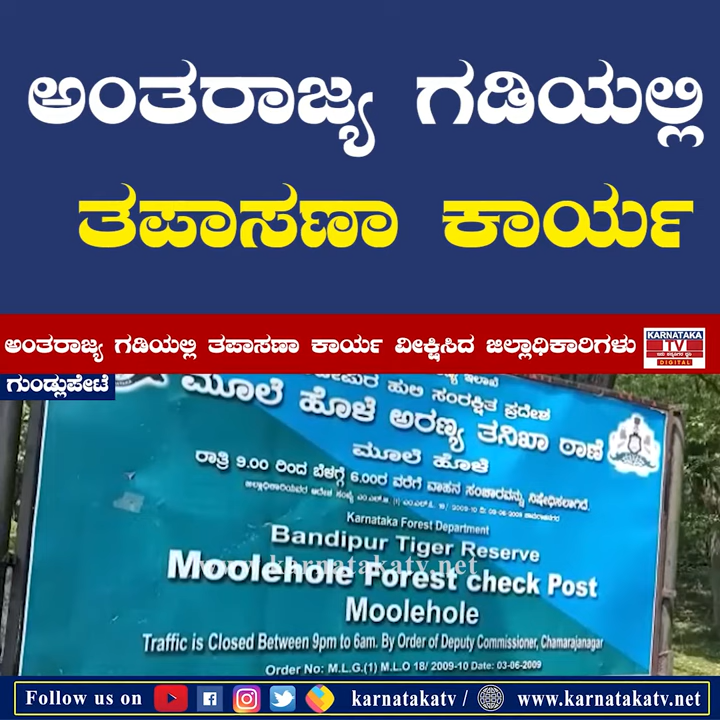 ಅಂತರಾಜ್ಯ ಗಡಿಯಲ್ಲಿ
ತಪಾಸಣಾ ಕಾರ್ಯ
ಅಂತರಾಜ್ಯ ಗಡಿಯಲ್ಲಿ ತಪಾಸಣಾ ಕಾರ್ಯ ವೀಕ್ಷಿಸಿದ ಜಿಲ್ಲಾಧಿಕಾರಿಗಳು
KARNATAKA
TV
DIGITAL
ಗುಂಡ್ಲುಪೇಟೆ
ಹುಲಿ ಸಂರಕ್ಷಿತ ಪ್ರದೇಶ
ಮೂಲೆ ಹೊಳೆ ಅರಣ್ಯ ತನಿಖಾ ಠಾಣೆ
ಮೂಲೆ ಹೊಳೆ
ರಾತ್ರಿ 9.00 ರಿಂದ ಬೆಳಗ್ಗೆ 6.00ರ ವರೆಗೆ ವಾಹನ ಸಂಚಾರವನ್ನು ನಿಷೇಧಿಸಲಾಗಿದೆ.
Karnataka Forest Department
Bandipur Tiger Reserve
www.karnatakatv.net
Moolehole Forest check Post
Moolehole
Traffic is Closed Between 9pm to 6am. By Order of Deputy Commissioner, Chamarajanagar
Order No: M.L.G.(1) M.L.O 18/ 2009-10 Date: 03-06-2009
Follow us on karnatakatv / www.karnatakatv.net